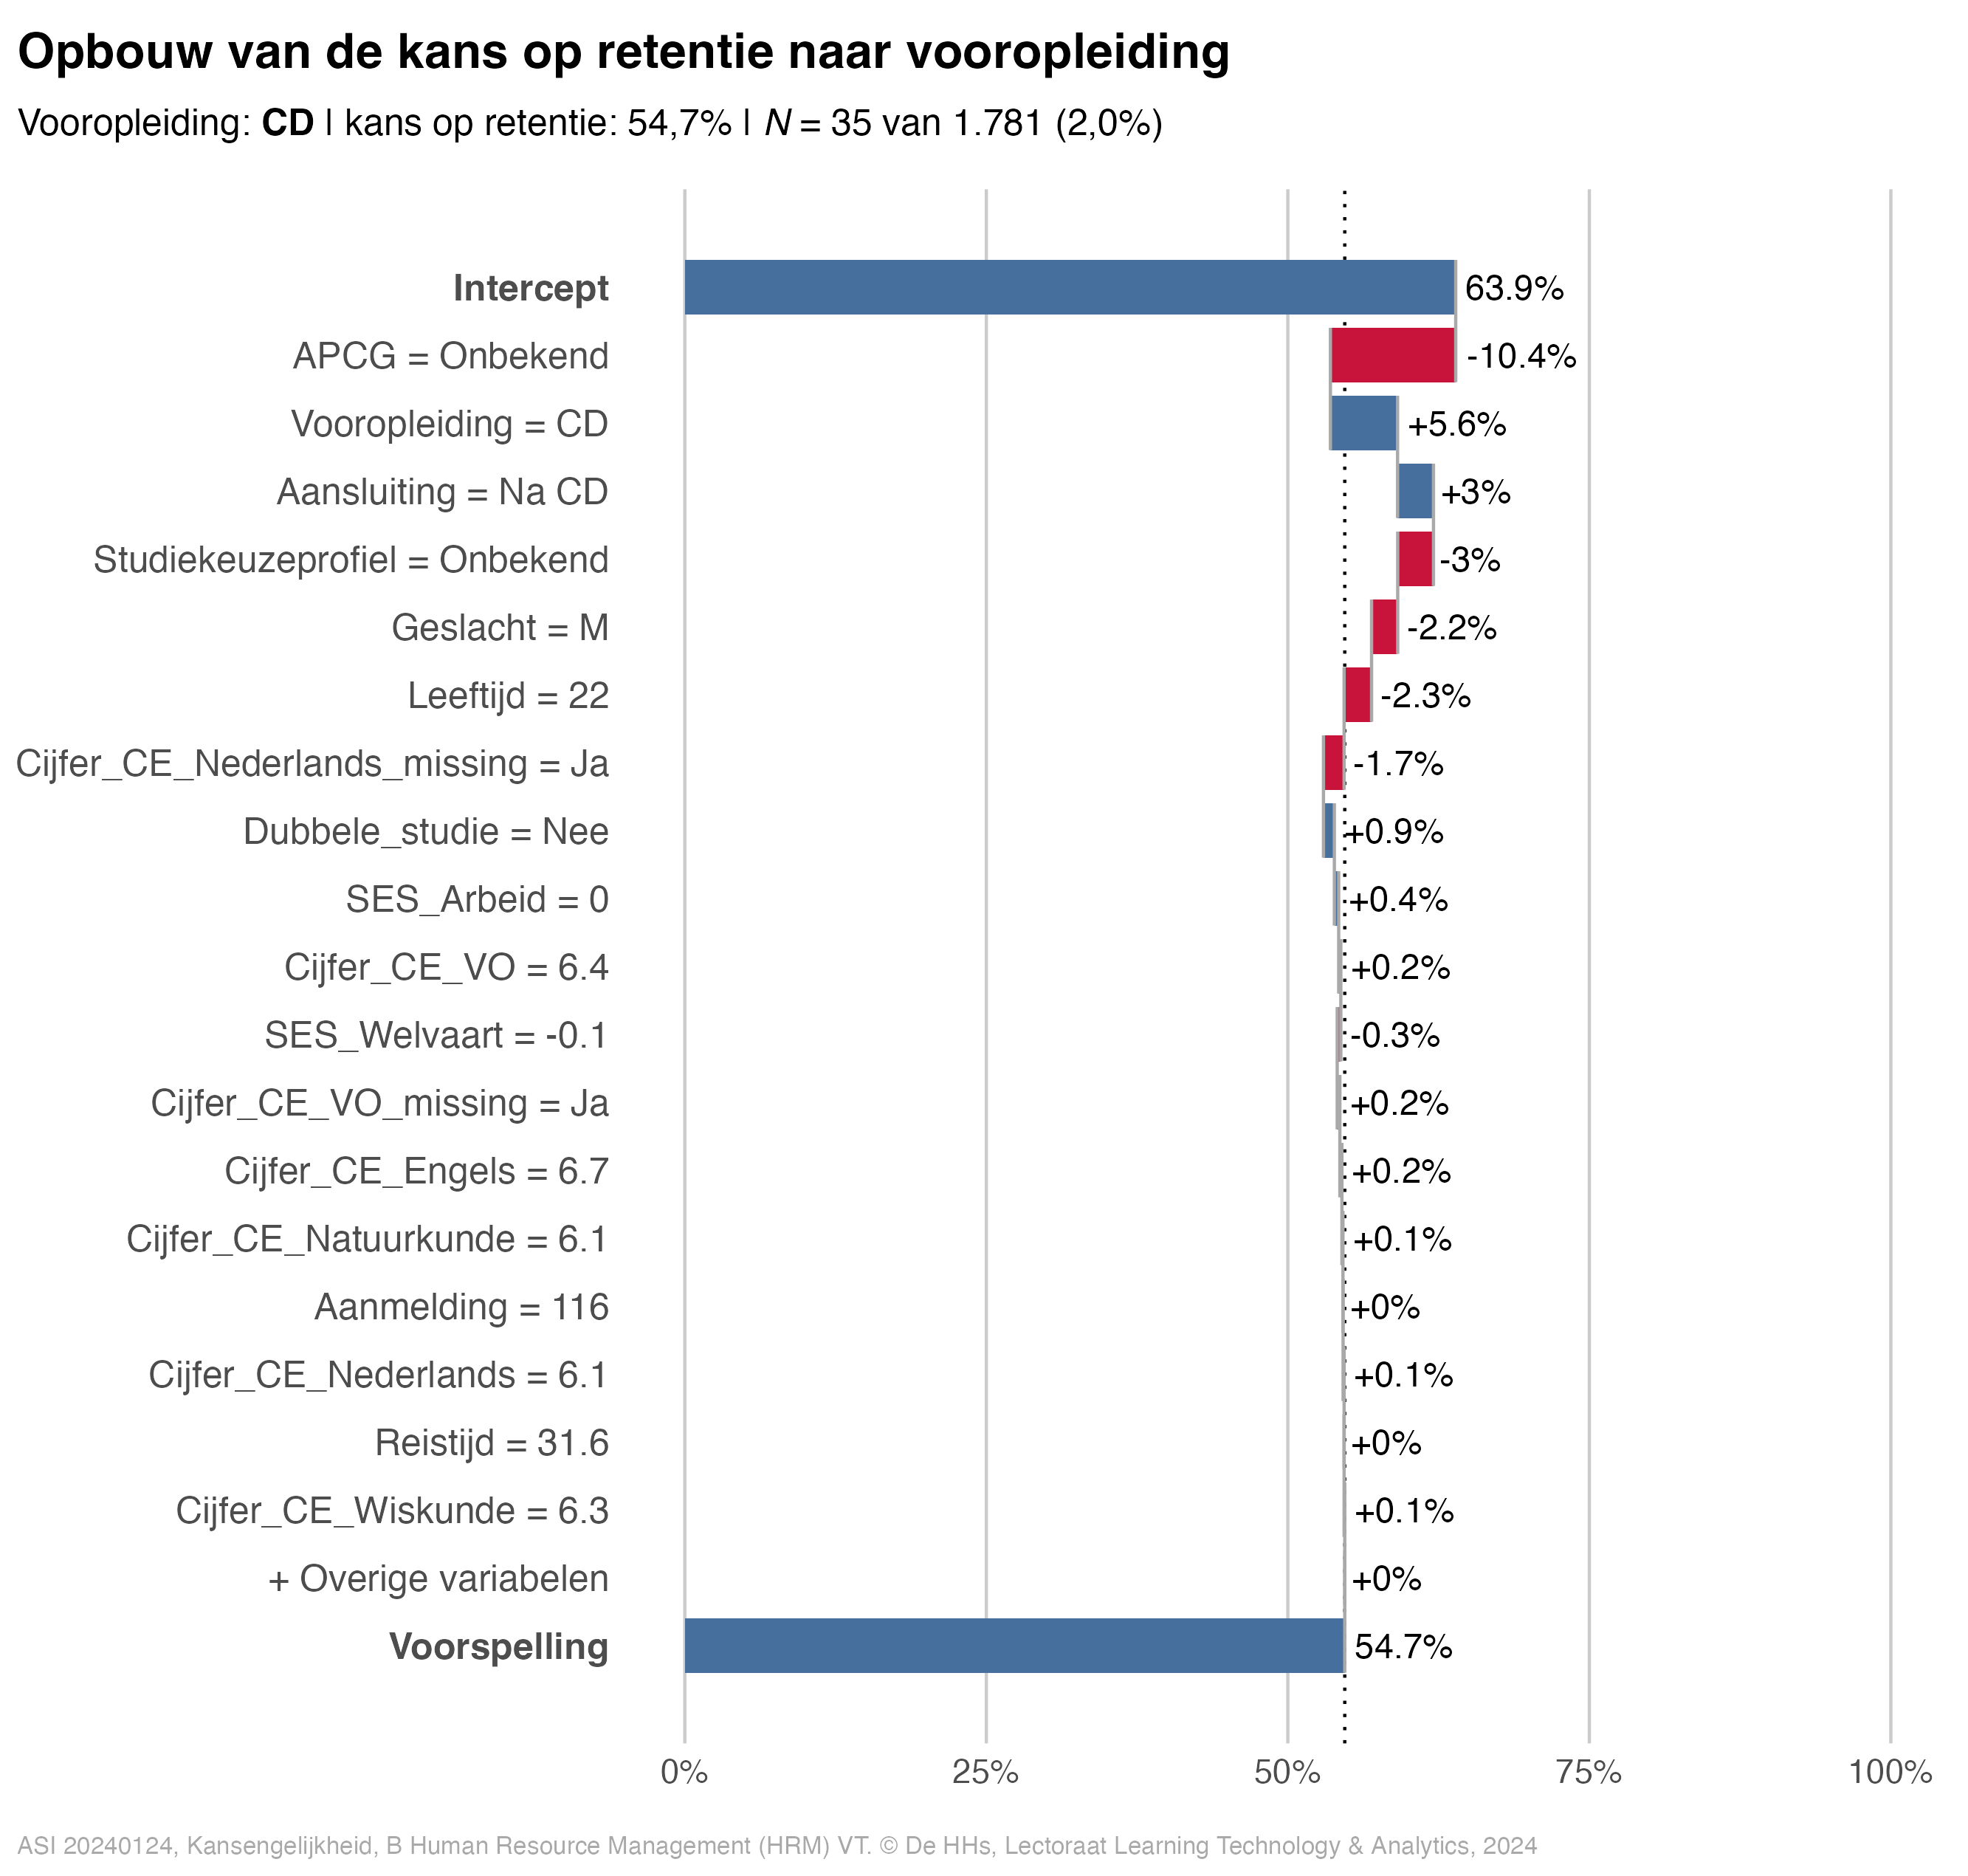 Opbouw van de kans op retentie naar vooropleiding
Vooropleiding: CD | kans op retentie: 54,7% | N = 35 van 1.781 (2,0%)
Intercept 63.9%
APCG = Onbekend -10.4%
Vooropleiding = CD +5.6%
Aansluiting = Na CD +3%
Studiekeuzeprofiel = Onbekend -3%
Geslacht = M -2.2%
Leeftijd = 22 -2.3%
Cijfer_CE_Nederlands_missing = Ja -1.7%
Dubbele_studie = Nee +0.9%
SES_Arbeid = 0 +0.4%
Cijfer_CE_VO = 6.4 +0.2%
SES_Welvaart = -0.1 -0.3%
Cijfer_CE_VO_missing = Ja +0.2%
Cijfer_CE_Engels = 6.7 +0.2%
Cijfer_CE_Natuurkunde = 6.1 +0.1%
Aanmelding = 116 +0%
Cijfer_CE_Nederlands = 6.1 +0.1%
Reistijd = 31.6 +0%
Cijfer_CE_Wiskunde = 6.3 +0.1%
+ Overige variabelen +0%
Voorspelling 54.7%
0% 25% 50% 75% 100%
ASI 20240124, Kansengelijkheid, B Human Resource Management (HRM) VT. © De HHs, Lectoraat Learning Technology & Analytics, 2024